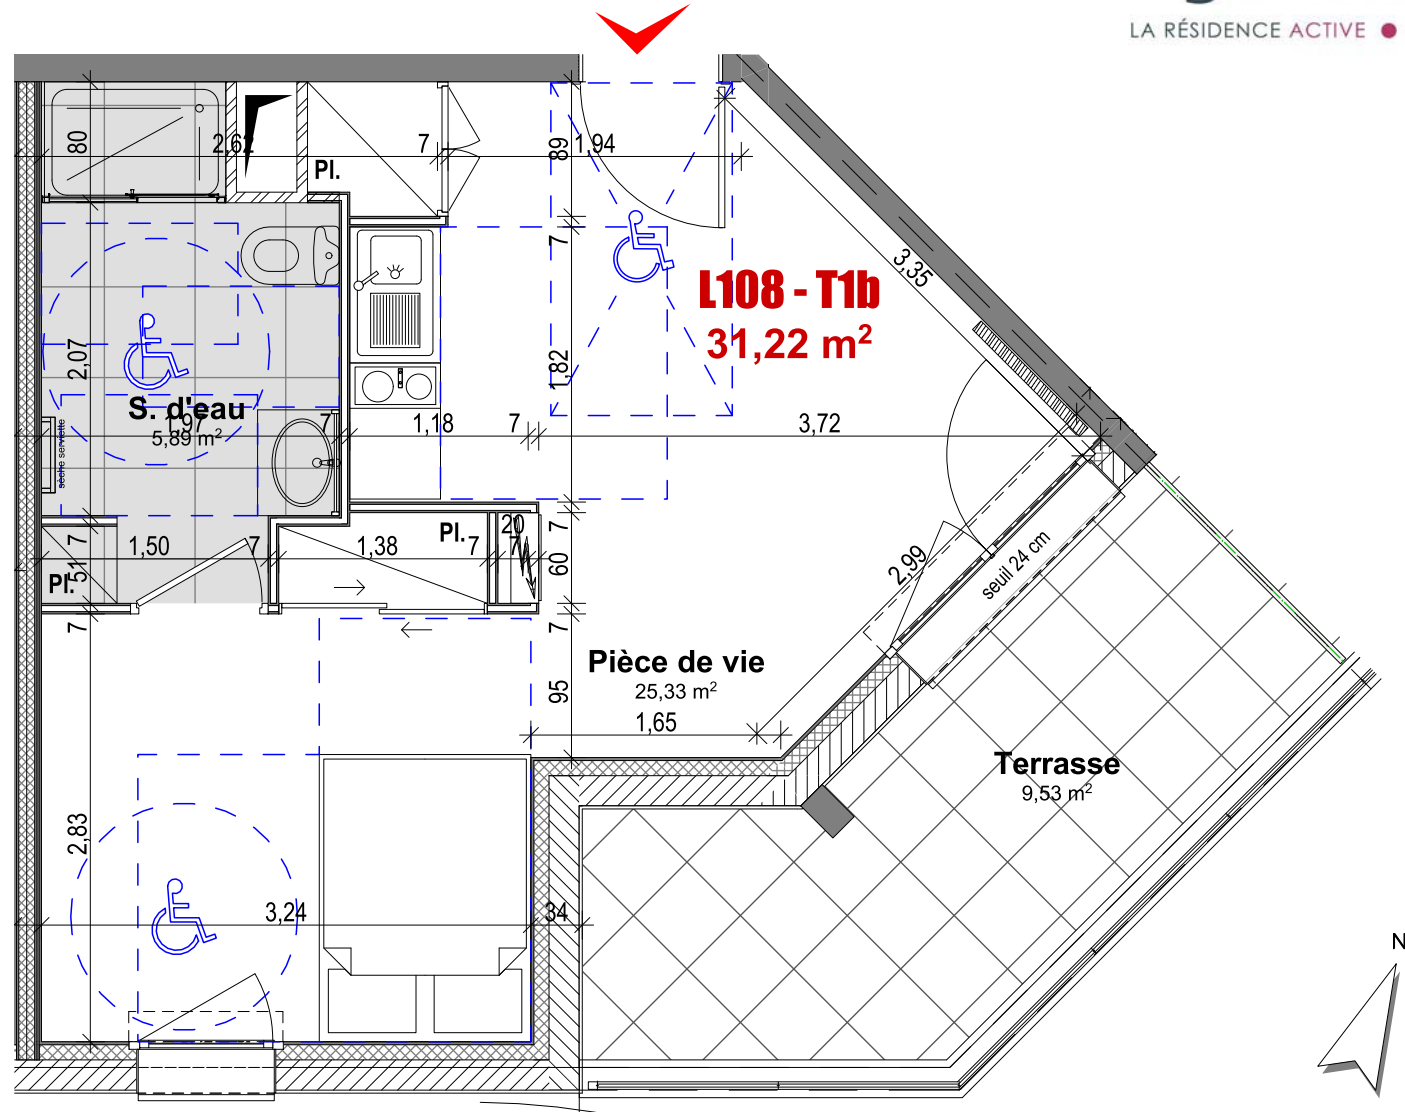 LA RÉSIDENCE ACTIVE
80
2,62
7
89
1,94
Pl.
7
3,35
L108 - T1b
31,22 m²
2,07
1,82
S. d'eau
1,97
5,89 m²
7
1,18
7
3,72
sèche serviette
Pl.
20
7
7
1,50
7
1,38
7
7
60
51
Pl.
2,99
seuil 24 cm
7
7
Pièce de vie
25,33 m²
95
1,65
Terrasse
9,53 m²
2,83
3,24
34
N